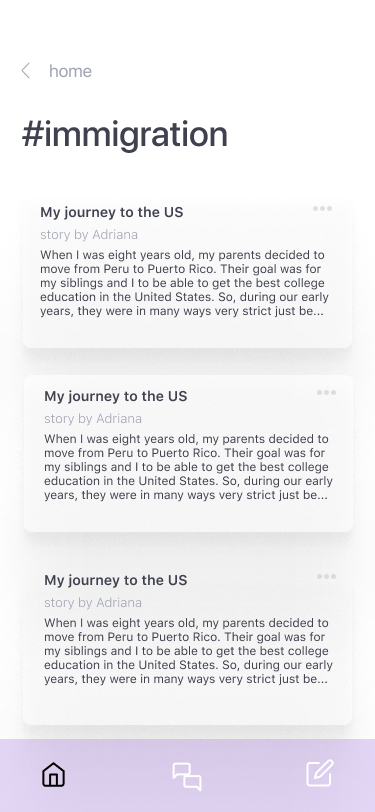 home
#immigration
My journey to the US
story by Adriana
When I was eight years old, my parents decided to
move from Peru to Puerto Rico. Their goal was for
my siblings and I to be able to get the best college
education in the United States. So, during our early
years, they were in many ways very strict just be...
My journey to the US
story by Adriana
When I was eight years old, my parents decided to
move from Peru to Puerto Rico. Their goal was for
my siblings and I to be able to get the best college
education in the United States. So, during our early
years, they were in many ways very strict just be...
My journey to the US
story by Adriana
When I was eight years old, my parents decided to
move from Peru to Puerto Rico. Their goal was for
my siblings and I to be able to get the best college
education in the United States. So, during our early
years, they were in many ways very strict just be...